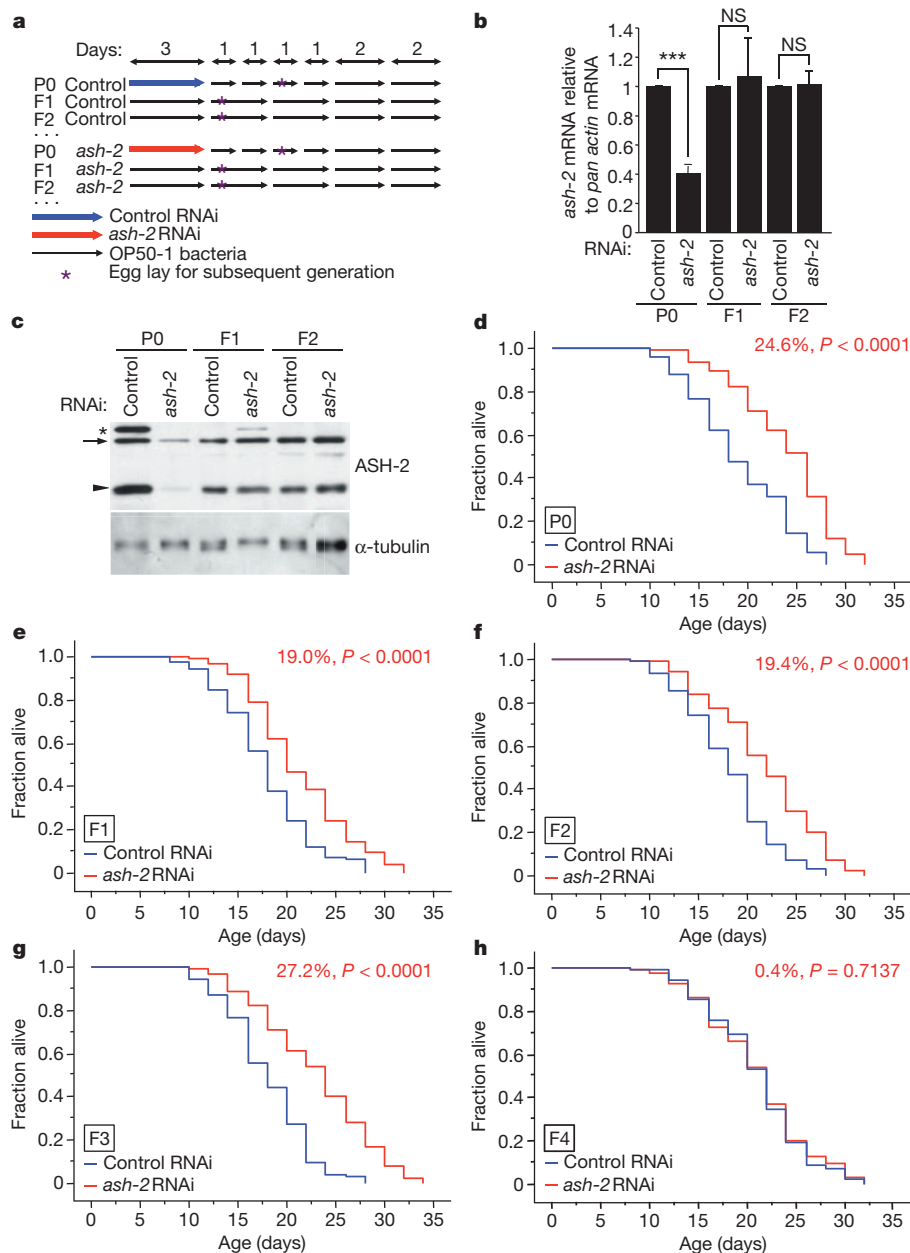 a
Days: 3 1 1 1 1 2 2
P0 Control
F1 Control
F2 Control
. . .
P0 ash-2
F1 ash-2
F2 ash-2
. . .
Control RNAi
ash-2 RNAi
OP50-1 bacteria
* Egg lay for subsequent generation
b
ash-2 mRNA relative
to pan actin mRNA
1.4
1.2
1.0
0.8
0.6
0.4
0.2
0
***
NS
NS
RNAi:
Control
ash-2
Control
ash-2
Control
ash-2
P0 F1 F2
c
P0 F1 F2
RNAi:
Control
ash-2
Control
ash-2
Control
ash-2
*
ASH-2
α-tubulin
d
24.6%, P < 0.0001
Fraction alive
1.0
0.8
0.6
0.4
0.2
0
P0
Control RNAi
ash-2 RNAi
0 5 10 15 20 25 30 35
Age (days)
e
19.0%, P < 0.0001
Fraction alive
1.0
0.8
0.6
0.4
0.2
0
F1
Control RNAi
ash-2 RNAi
0 5 10 15 20 25 30 35
Age (days)
f
19.4%, P < 0.0001
Fraction alive
1.0
0.8
0.6
0.4
0.2
0
F2
Control RNAi
ash-2 RNAi
0 5 10 15 20 25 30 35
Age (days)
g
27.2%, P < 0.0001
Fraction alive
1.0
0.8
0.6
0.4
0.2
0
F3
Control RNAi
ash-2 RNAi
0 5 10 15 20 25 30 35
Age (days)
h
0.4%, P = 0.7137
Fraction alive
1.0
0.8
0.6
0.4
0.2
0
F4
Control RNAi
ash-2 RNAi
0 5 10 15 20 25 30 35
Age (days)